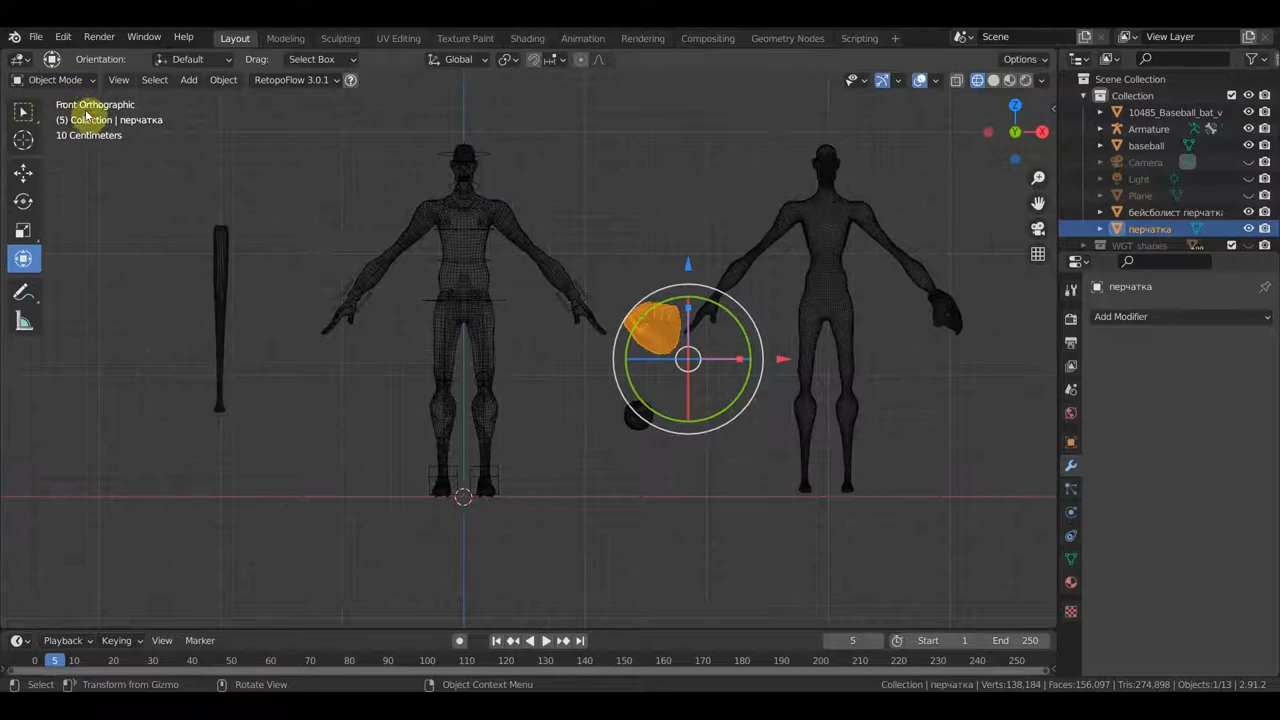 File Edit Render Window Help Layout Modeling Sculpting UV Editing Texture Paint Shading Animation Rendering Compositing Geometry Nodes Scripting + Scene View Layer
Orientation: Default Drag: Select Box Global Options
Object Mode View Select Add Object RetopoFlow 3.0.1
Scene Collection
Collection
10485_Baseball_bat_v
Armature
baseball
Camera
Light
Plane
бейсболист перчатка
перчатка
WGT_shapes
Front Orthographic
(5) Collection | перчатка
10 Centimeters
Z
X
Y
перчатка
Add Modifier
Playback Keying View Marker 5 Start 1 End 250
0 5 10 20 30 40 50 60 70 80 90 100 110 120 130 140 150 160 170 180 190 200 210 220 230 240 250
Select Transform from Gizmo Rotate View Object Context Menu Collection | перчатка | Verts:138,184 | Faces:156,097 | Tris:274,898 | Objects:1/13 | 2.91.2